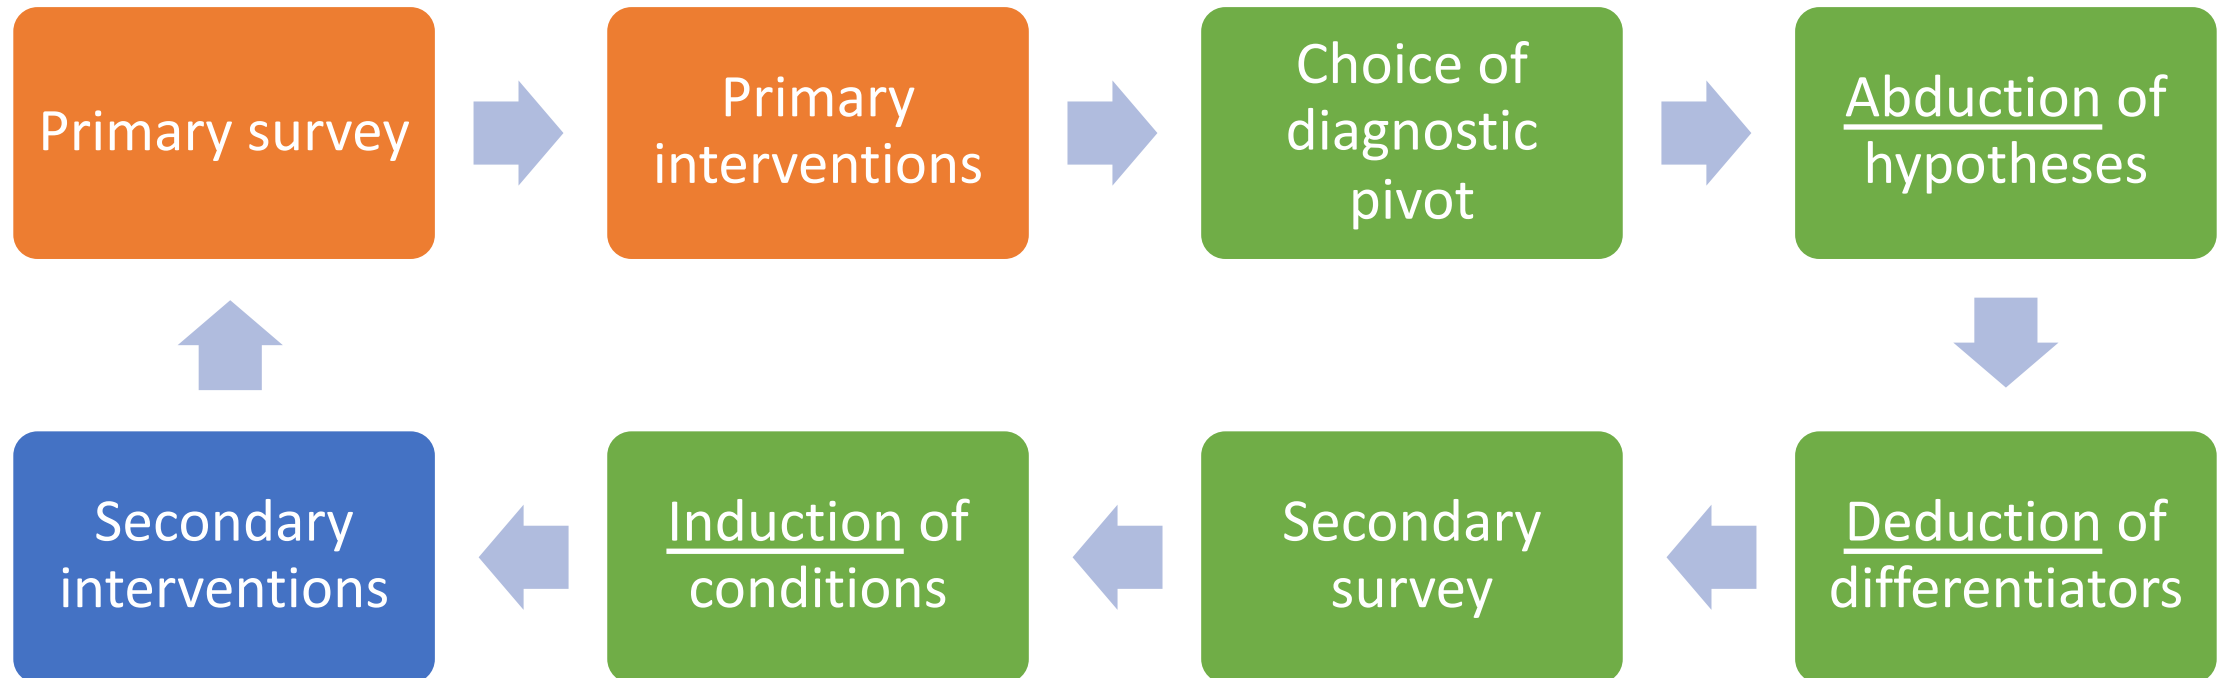 Primary survey
Primary
interventions
Choice of
diagnostic
pivot
Abduction of
hypotheses
Secondary
interventions
Induction of
conditions
Secondary
survey
Deduction of
differentiators